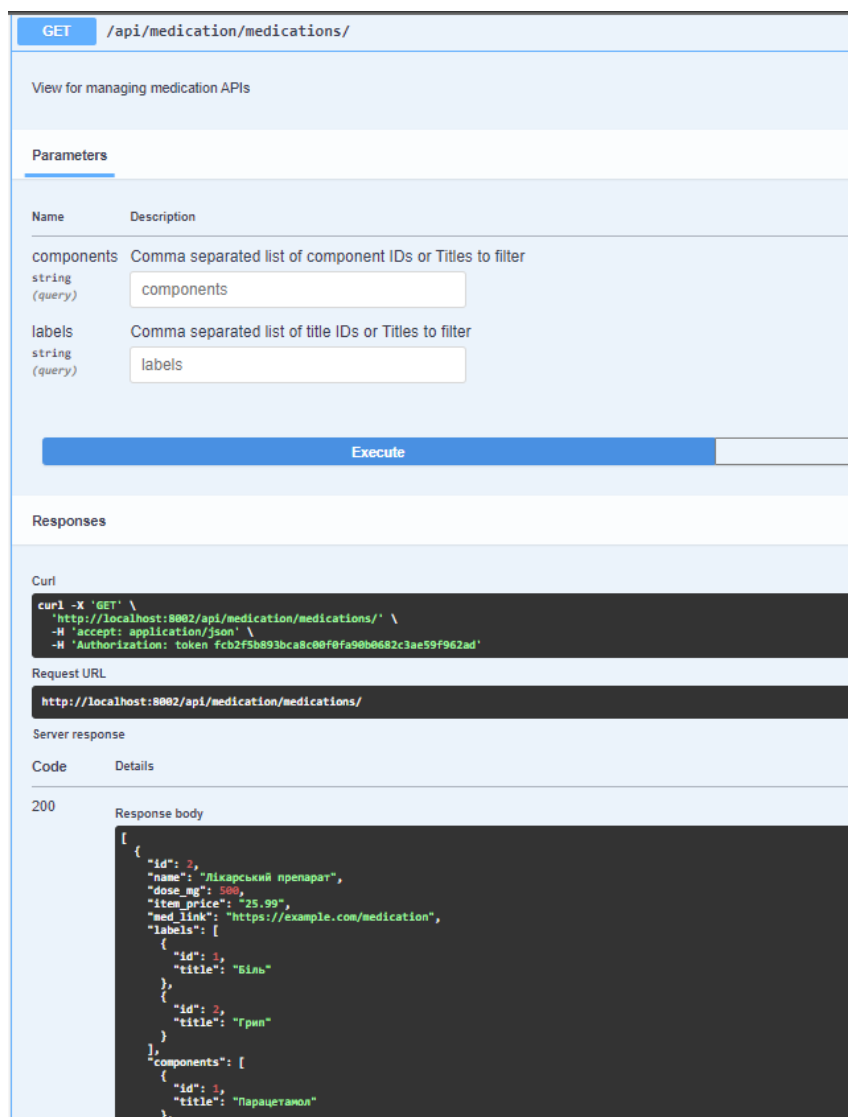 GET /api/medication/medications/
View for managing medication APIs
Parameters
Name Description
components Comma separated list of component IDs or Titles to filter
string
(query)
components
labels Comma separated list of title IDs or Titles to filter
string
(query)
labels
Execute
Responses
Curl
curl -X 'GET' \
'http://localhost:8002/api/medication/medications/' \
-H 'accept: application/json' \
-H 'Authorization: token fcb2f5b893bca8c00f0fa90b0682c3ae59f962ad'
Request URL
http://localhost:8002/api/medication/medications/
Server response
Code Details
200
Response body
[
{
"id": 2,
"name": "Лікарський препарат",
"dose_mg": 500,
"item_price": "25.99",
"med_link": "https://example.com/medication",
"labels": [
{
"id": 1,
"title": "Біль"
},
{
"id": 2,
"title": "Грип"
}
],
"components": [
{
"id": 1,
"title": "Парацетамол"
},